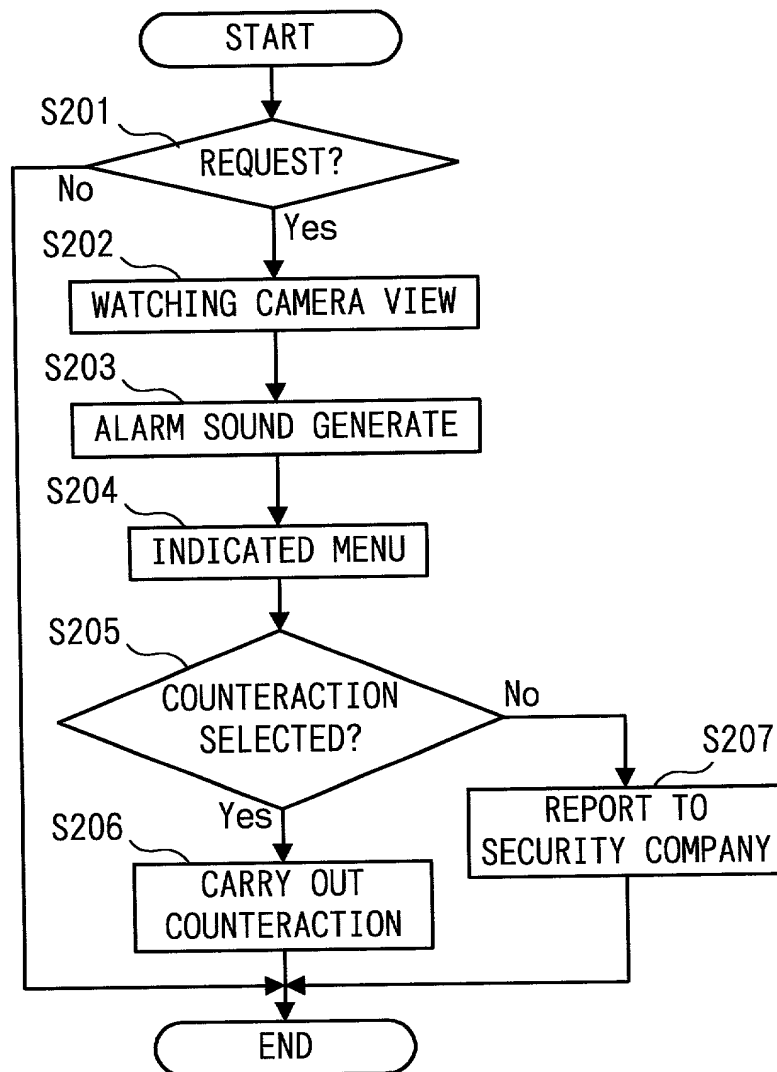 START
S201
REQUEST?
No
Yes
S202
WATCHING CAMERA VIEW
S203
ALARM SOUND GENERATE
S204
INDICATED MENU
S205
COUNTERACTION
SELECTED?
No
Yes
S207
REPORT TO
SECURITY COMPANY
S206
CARRY OUT
COUNTERACTION
END